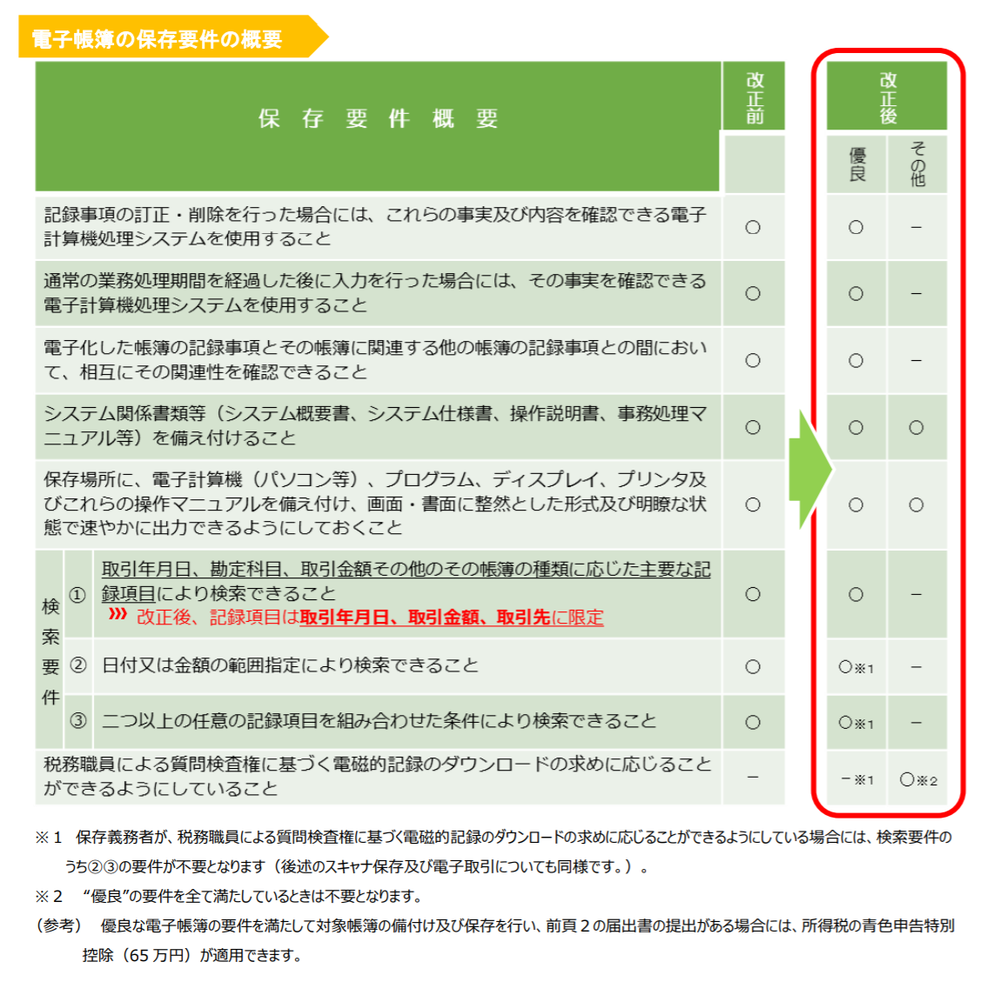 電子帳簿の保存要件の概要
保存要件概要
改正前
改正後
優良
その他
記録事項の訂正・削除を行った場合には、これらの事実及び内容を確認できる電子
計算機処理システムを使用すること
○
○
－
通常の業務処理期間を経過した後に入力を行った場合には、その事実を確認できる
電子計算機処理システムを使用すること
○
○
－
電子化した帳簿の記録事項とその帳簿に関連する他の帳簿の記録事項との間におい
て、相互にその関連性を確認できること
○
○
－
システム関係書類等（システム概要書、システム仕様書、操作説明書、事務処理マ
ニュアル等）を備え付けること
○
○
○
保存場所に、電子計算機（パソコン等）、プログラム、ディスプレイ、プリンタ及
びこれらの操作マニュアルを備え付け、画面・書面に整然とした形式及び明瞭な状
態で速やかに出力できるようにしておくこと
○
○
○
検索要件
①
取引年月日、勘定科目、取引金額その他のその帳簿の種類に応じた主要な記
録項目により検索できること
改正後、記録項目は取引年月日、取引金額、取引先に限定
○
○
－
②
日付又は金額の範囲指定により検索できること
○
○※1
－
③
二つ以上の任意の記録項目を組み合わせた条件により検索できること
○
○※1
－
税務職員による質問検査権に基づく電磁的記録のダウンロードの求めに応じること
ができるようにしていること
－
－※1
○※2
※１　保存義務者が、税務職員による質問検査権に基づく電磁的記録のダウンロードの求めに応じることができるようにしている場合には、検索要件の
うち②③の要件が不要となります（後述のスキャナ保存及び電子取引についても同様です。）。
※２　“優良”の要件を全て満たしているときは不要となります。
（参考）　優良な電子帳簿の要件を満たして対象帳簿の備付け及び保存を行い、前頁２の届出書の提出がある場合には、所得税の青色申告特別
控除（65 万円）が適用できます。